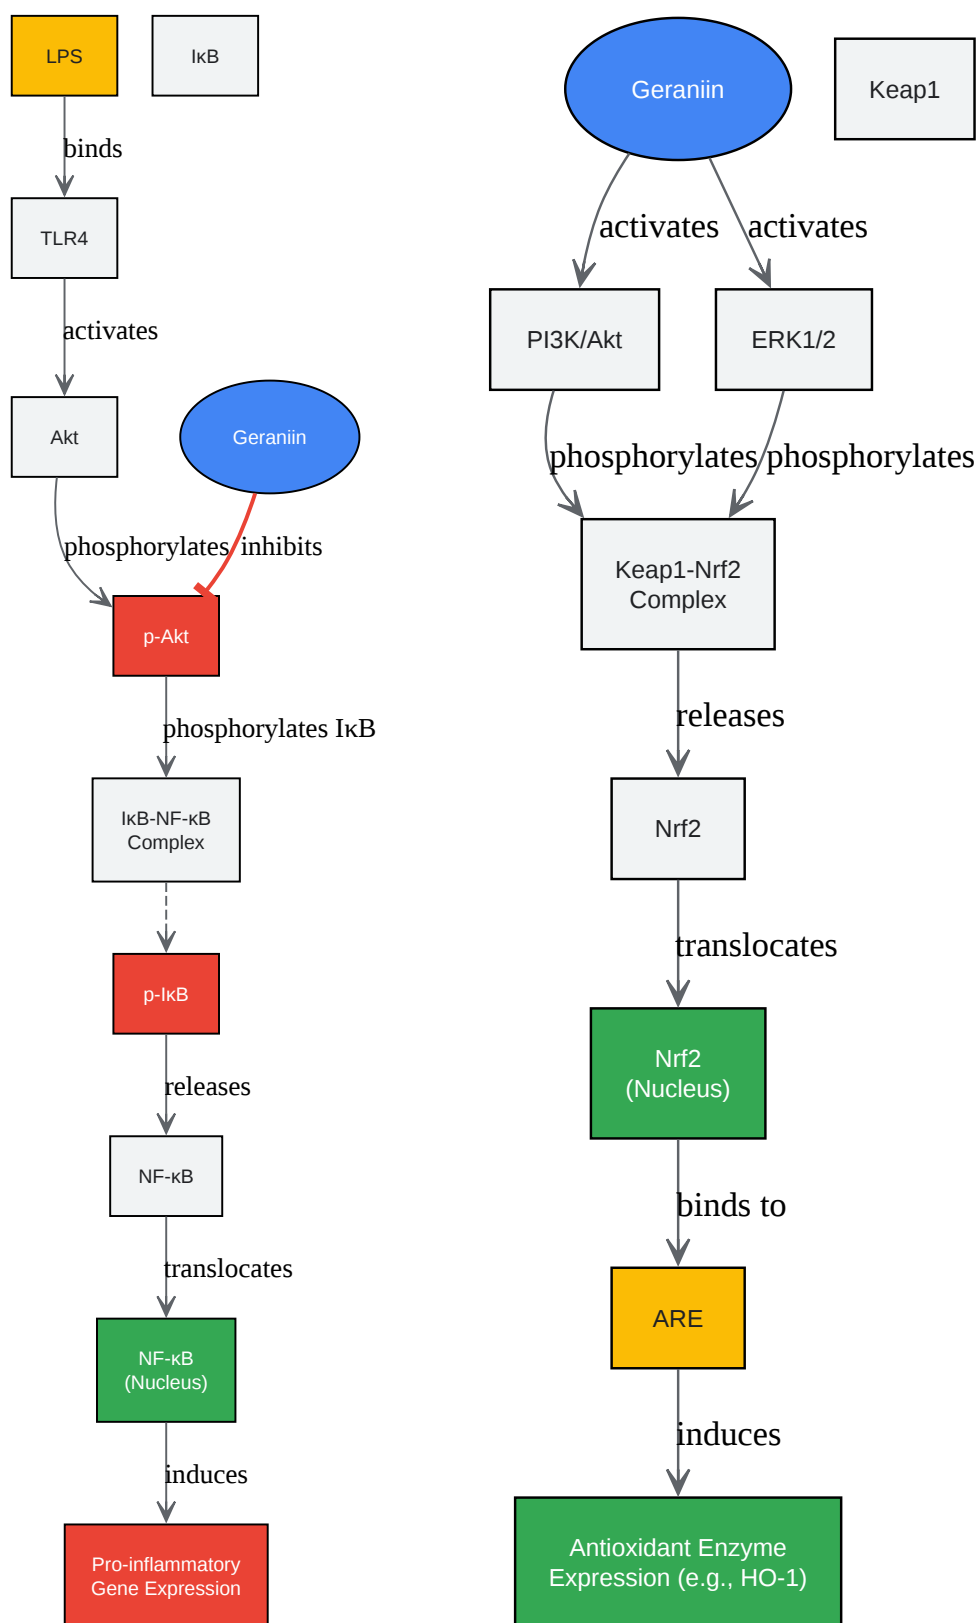 LPS
IκB
binds
TLR4
activates
Akt
Geraniin
phosphorylates
inhibits
p-Akt
phosphorylates IκB
IκB-NF-κB
Complex
p-IκB
releases
NF-κB
translocates
NF-κB
(Nucleus)
induces
Pro-inflammatory
Gene Expression
Geraniin
Keap1
activates
activates
PI3K/Akt
ERK1/2
phosphorylates
phosphorylates
Keap1-Nrf2
Complex
releases
Nrf2
translocates
Nrf2
(Nucleus)
binds to
ARE
induces
Antioxidant Enzyme
Expression (e.g., HO-1)